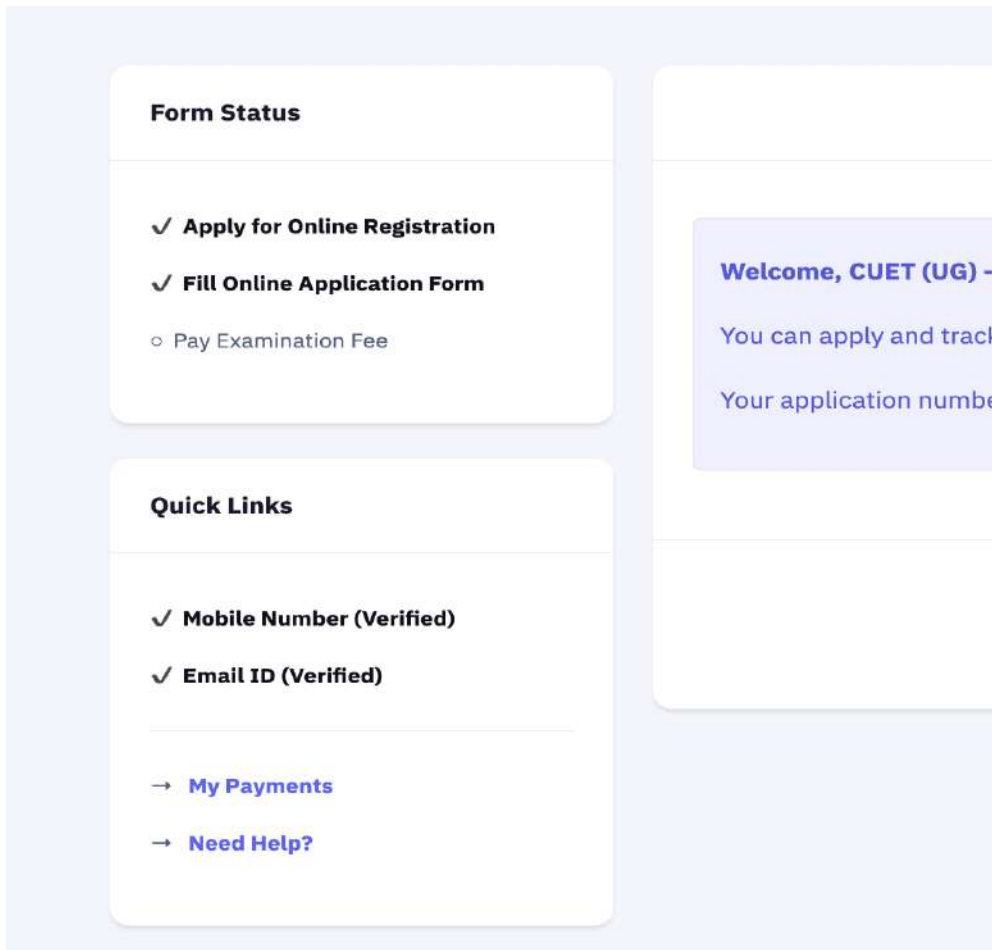 Form Status
✓ Apply for Online Registration
✓ Fill Online Application Form
○ Pay Examination Fee
Quick Links
✓ Mobile Number (Verified)
✓ Email ID (Verified)
→ My Payments
→ Need Help?
Welcome, CUET (UG) -
You can apply and track
Your application